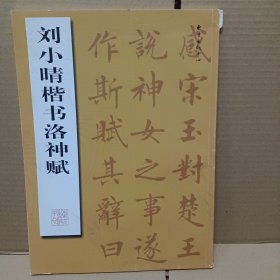 刘小晴楷书洛神赋
感宋玉對楚王
說神女之事遂
作斯賦其辭曰